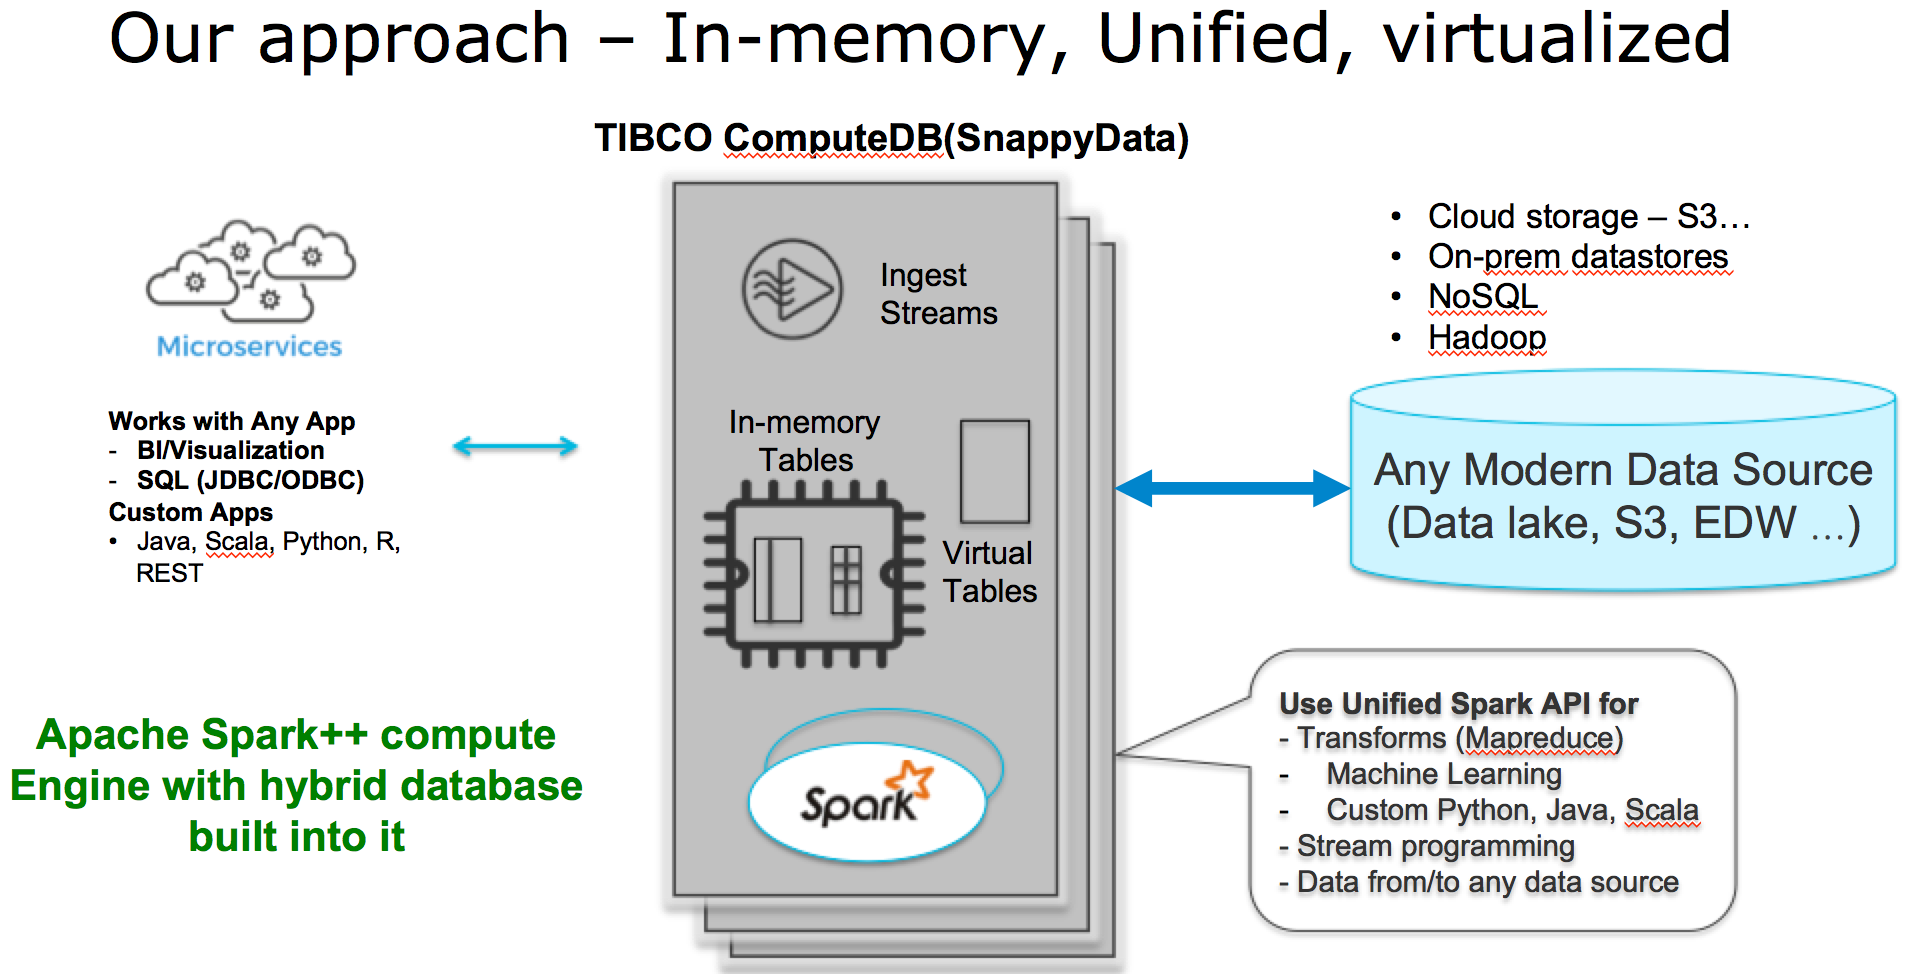 Our approach – In-memory, Unified, virtualized
TIBCO ComputeDB(SnappyData)
Microservices
Works with Any App
- BI/Visualization
- SQL (JDBC/ODBC)
Custom Apps
• Java, Scala, Python, R,
REST
Apache Spark++ compute
Engine with hybrid database
built into it
Ingest
Streams
In-memory
Tables
Virtual
Tables
Spark
• Cloud storage – S3…
• On-prem datastores
• NoSQL
• Hadoop
Any Modern Data Source
(Data lake, S3, EDW …)
Use Unified Spark API for
- Transforms (Mapreduce)
- Machine Learning
- Custom Python, Java, Scala
- Stream programming
- Data from/to any data source